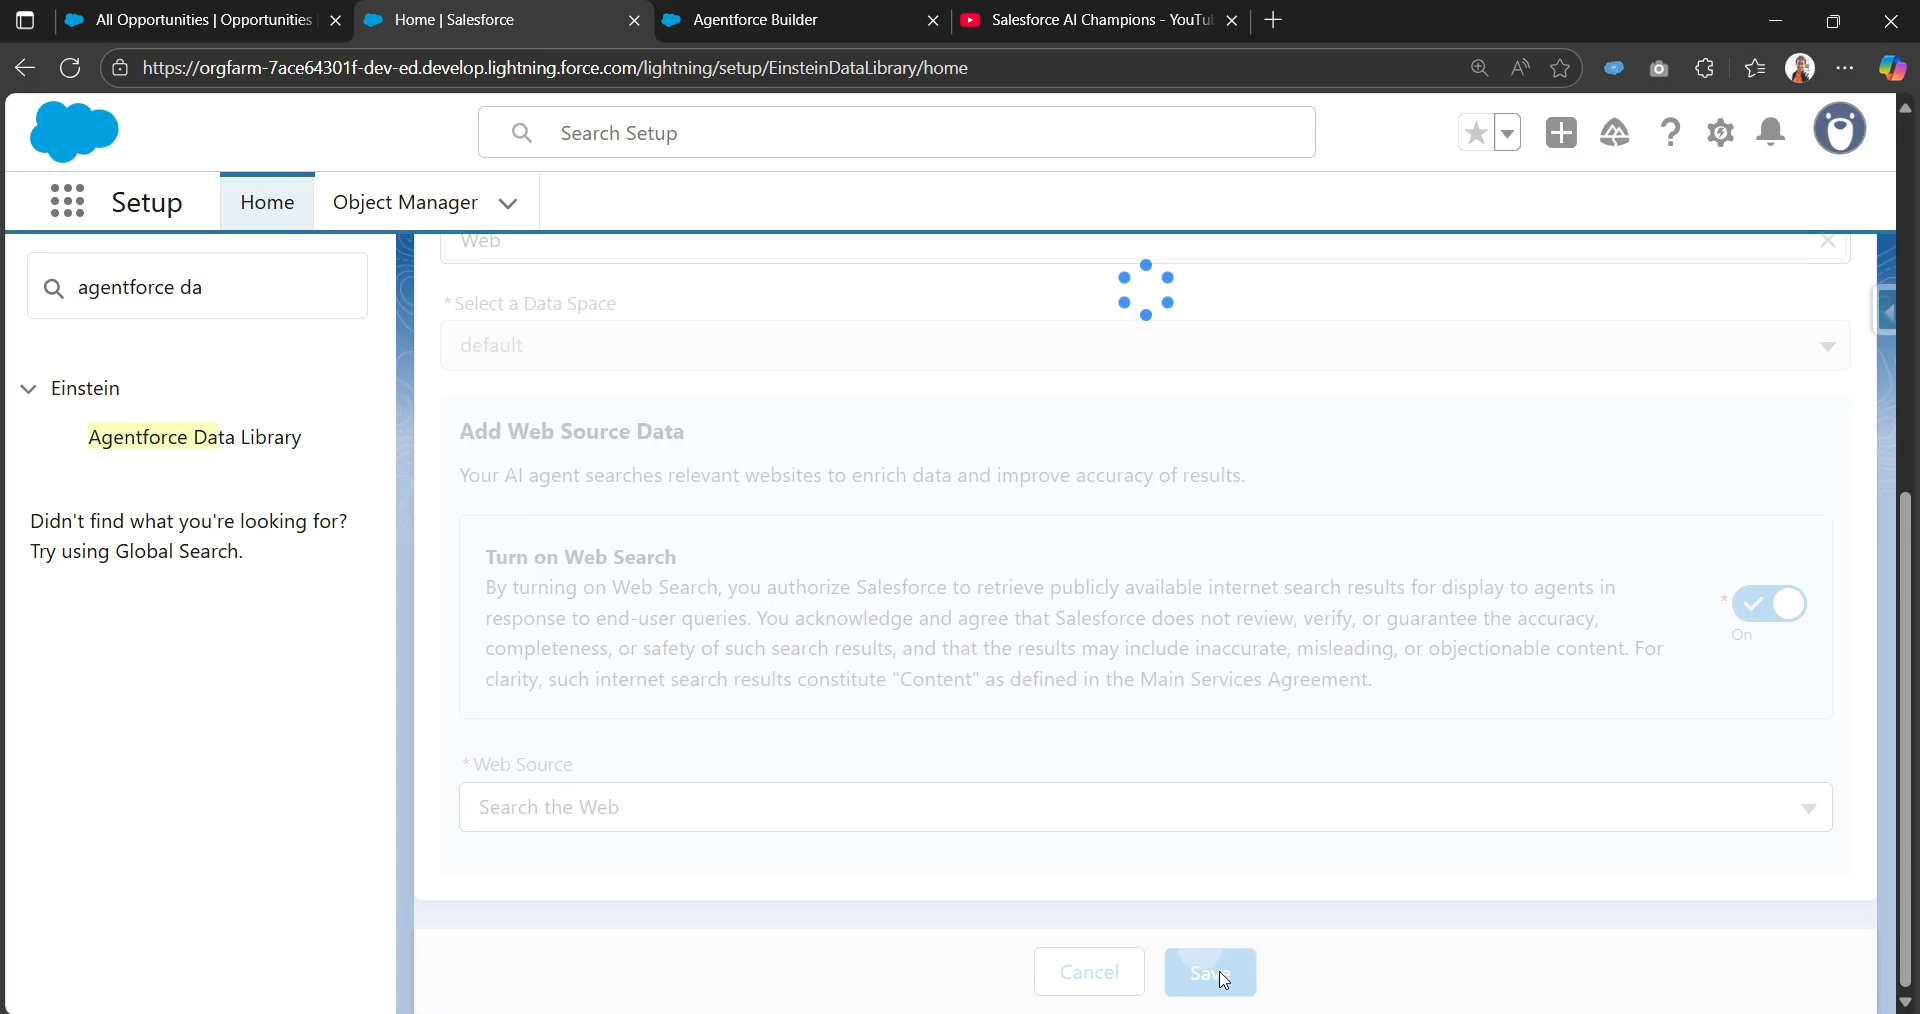 All Opportunities | Opportunities
Home | Salesforce
Agentforce Builder
Salesforce AI Champions - YouTu
https://orgfarm-7ace64301f-dev-ed.develop.lightning.force.com/lightning/setup/EinsteinDataLibrary/home
Search Setup
Setup
Home
Object Manager
agentforce da
Einstein
Agentforce Data Library
Didn't find what you're looking for?
Try using Global Search.
Web
* Select a Data Space
default
Add Web Source Data
Your AI agent searches relevant websites to enrich data and improve accuracy of results.
Turn on Web Search
By turning on Web Search, you authorize Salesforce to retrieve publicly available internet search results for display to agents in
response to end-user queries. You acknowledge and agree that Salesforce does not review, verify, or guarantee the accuracy,
completeness, or safety of such search results, and that the results may include inaccurate, misleading, or objectionable content. For
clarity, such internet search results constitute "Content" as defined in the Main Services Agreement.
*
On
* Web Source
Search the Web
Cancel
Save